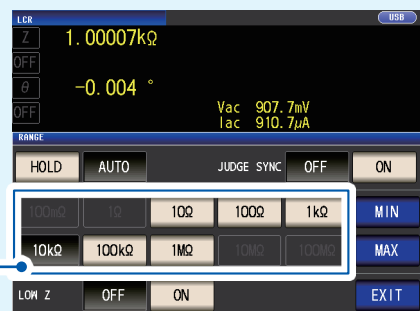 LCR USB
Z 1.00007kΩ
OFF
θ -0.004 °
OFF Vac 907.7mV
Iac 910.7µA
RANGE
HOLD AUTO JUDGE SYNC OFF ON
100mΩ 1Ω 10Ω 100Ω 1kΩ MIN
10kΩ 100kΩ 1MΩ 10MΩ 100MΩ MAX
LOW Z OFF ON EXIT